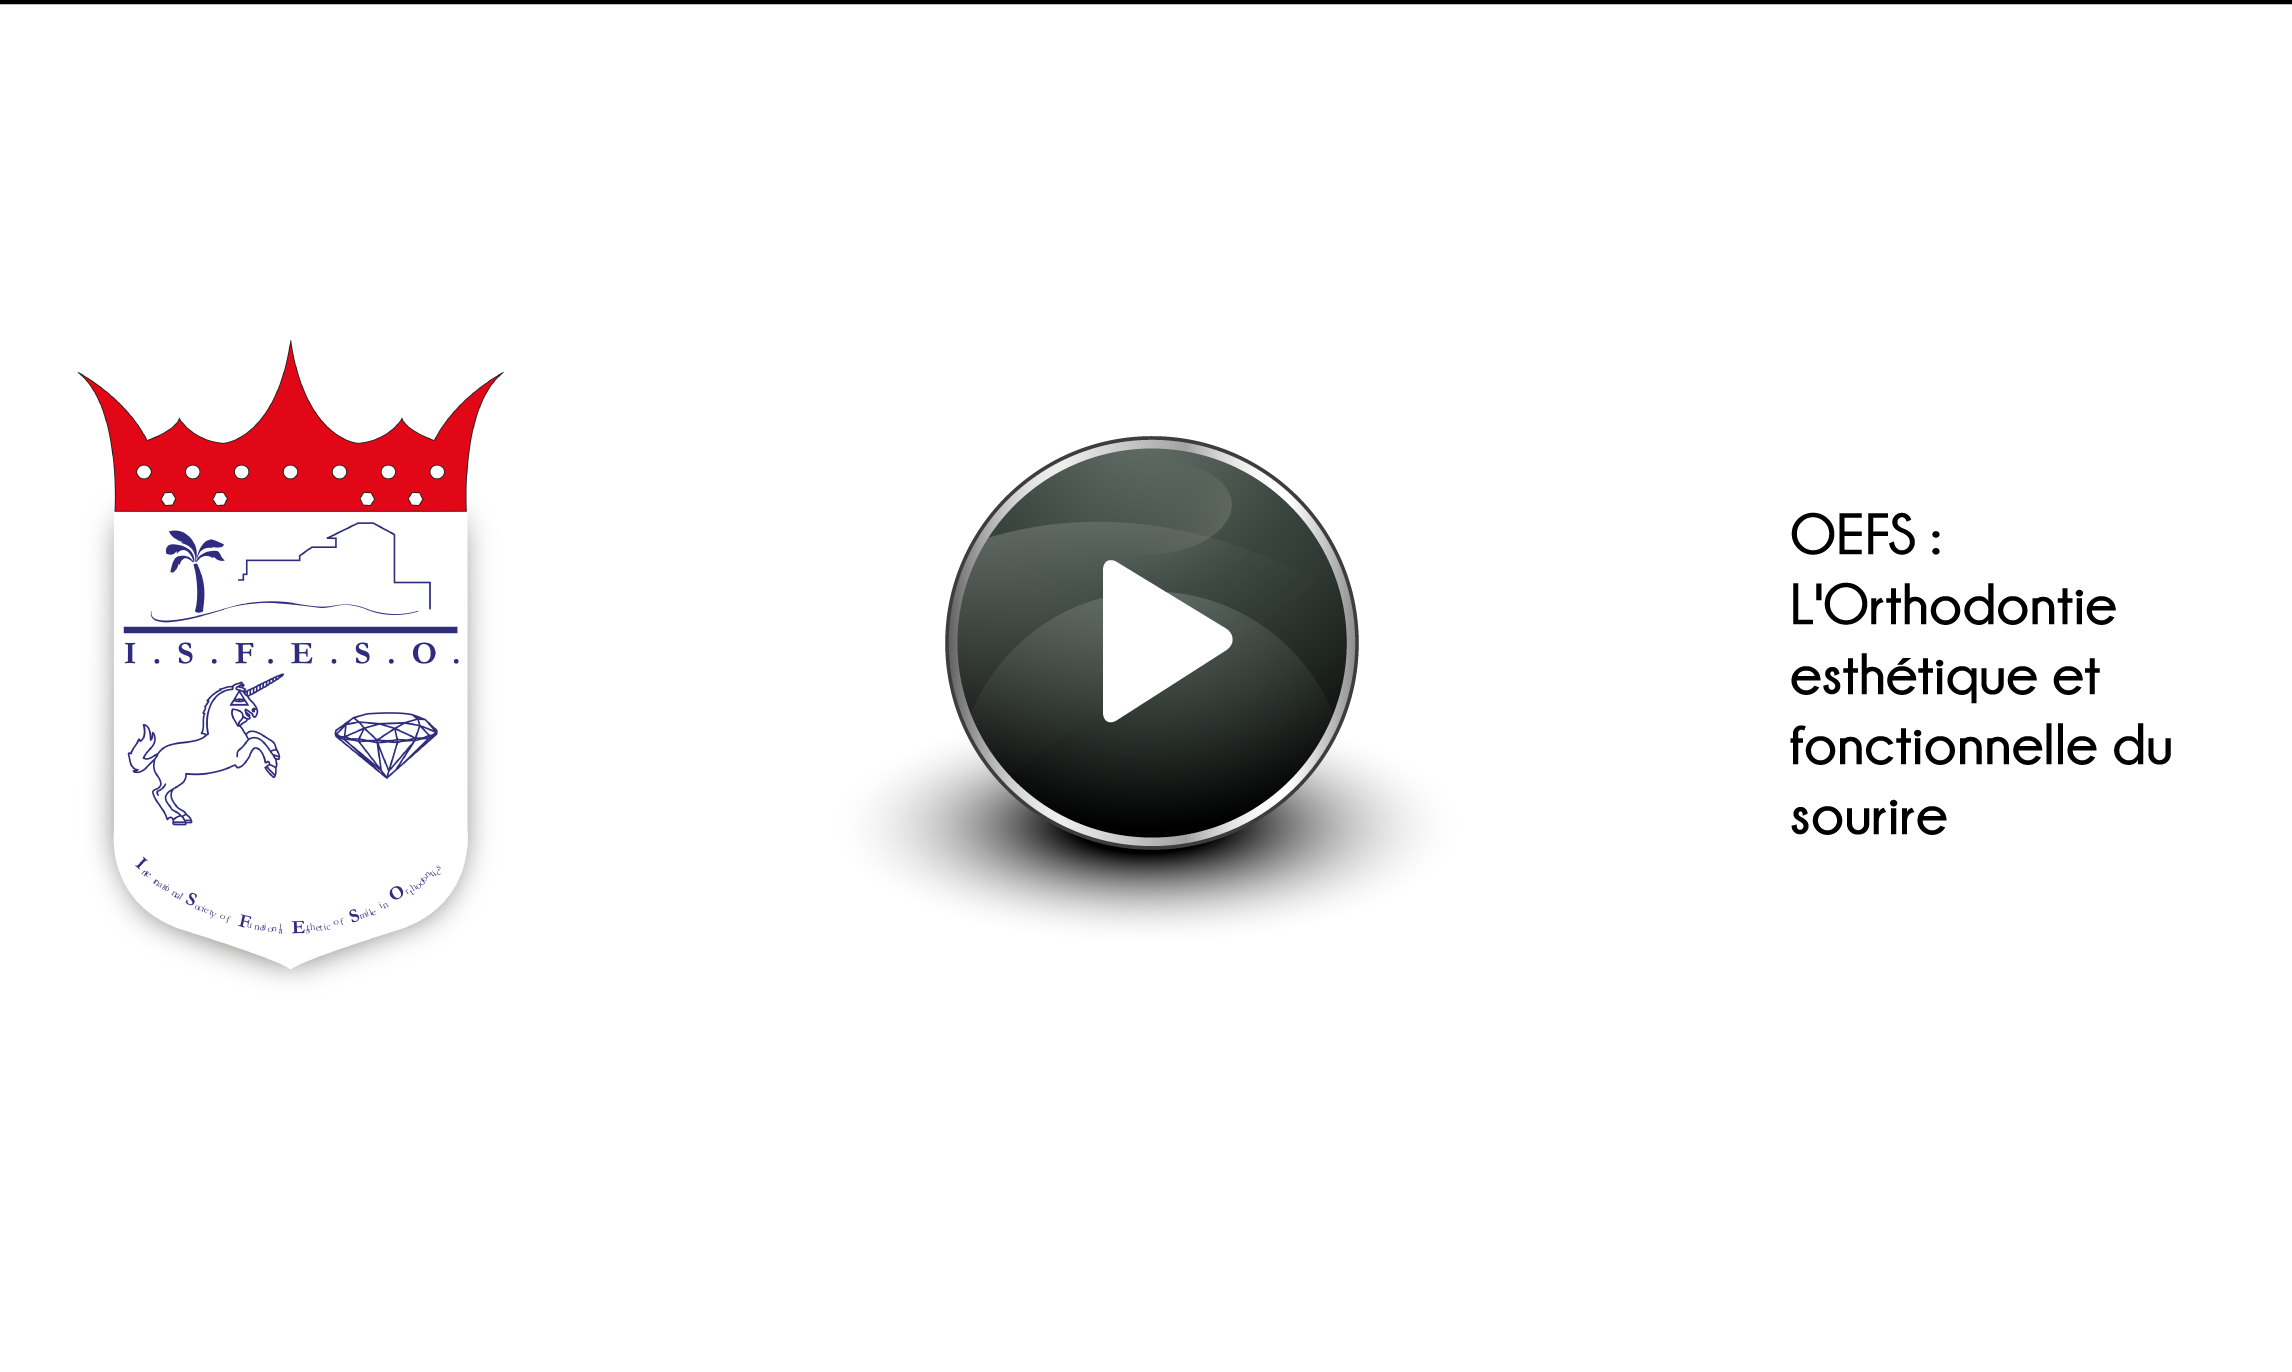 I.S.F.E.S.O.
International Society of Functional Esthetic of Smile in Orthodontics
OEFS :
L'Orthodontie
esthétique et
fonctionnelle du
sourire